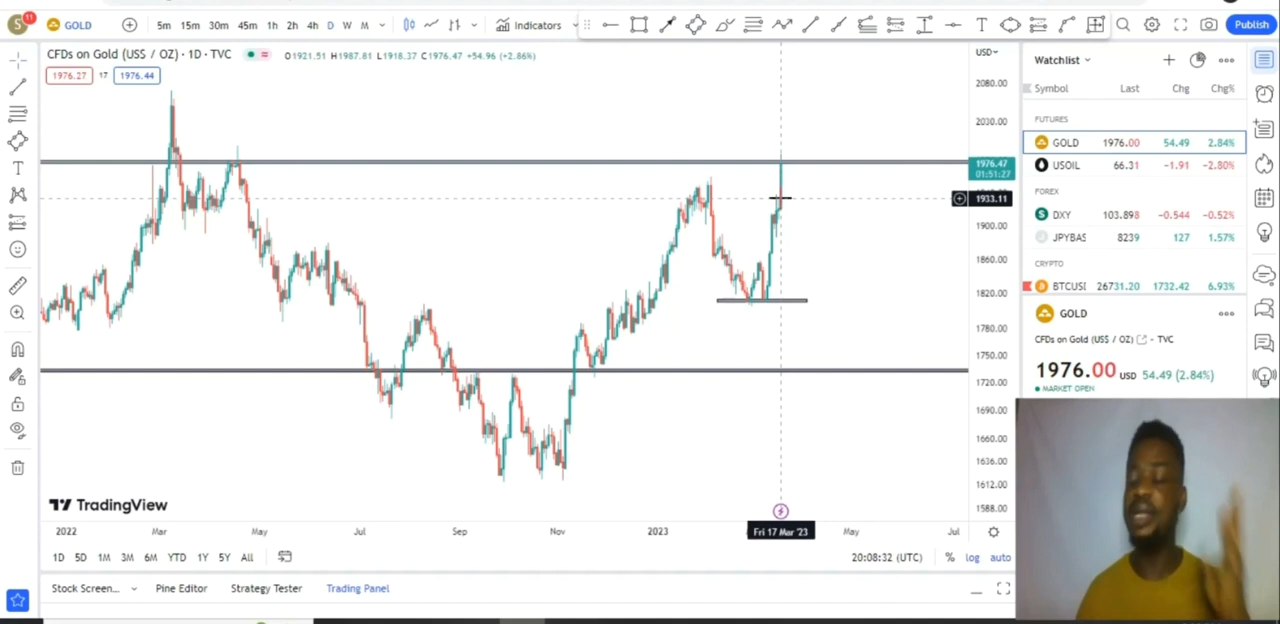 S 11 GOLD 5m 15m 30m 45m 1h 2h 4h D W M Indicators T Publish
CFDs on Gold (US$ / OZ) · 1D · TVC O1921.51 H1987.81 L1918.37 C1976.47 +54.96 (+2.86%)
1976.27 17 1976.44
USD
2080.00
2030.00
1976.47
01:51:27
1933.11
1900.00
1860.00
1820.00
1780.00
1750.00
1720.00
1690.00
1660.00
1636.00
1612.00
1588.00
TradingView
2022 Mar May Jul Sep Nov 2023 Fri 17 Mar '23 May Jul
1D 5D 1M 3M 6M YTD 1Y 5Y All 20:08:32 (UTC) % log auto
Stock Screen... Pine Editor Strategy Tester Trading Panel
Watchlist
Symbol Last Chg Chg%
FUTURES
GOLD 1976.00 54.49 2.84%
USOIL 66.31 -1.91 -2.80%
FOREX
DXY 103.898 -0.544 -0.52%
JPYBAS 8239 127 1.57%
CRYPTO
BTCUSI 26731.20 1732.42 6.93%
GOLD
CFDs on Gold (US$ / OZ) · TVC
1976.00 USD 54.49 (2.84%)
MARKET OPEN